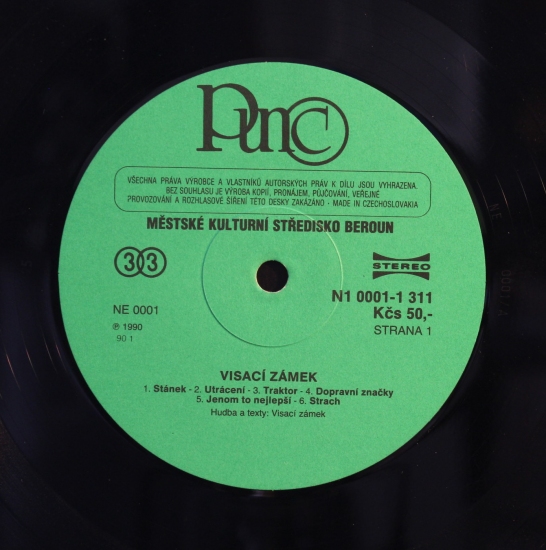 Punc
VŠECHNA PRÁVA VÝROBCE A VLASTNÍKŮ AUTORSKÝCH PRÁV K DÍLU JSOU VYHRAZENA.
BEZ SOUHLASU JE VÝROBA KOPIÍ, PRONÁJEM, PŮJČOVÁNÍ, VEŘEJNÉ
PROVOZOVÁNÍ A ROZHLASOVÉ ŠÍŘENÍ TÉTO DESKY ZAKÁZÁNO - MADE IN CZECHOSLOVAKIA
MĚSTSKÉ KULTURNÍ STŘEDISKO BEROUN
33
STEREO
N1 0001-1 311
Kčs 50,-
STRANA 1
NE 0001
℗ 1990
90 1
VISACÍ ZÁMEK
1. Stánek - 2. Utrácení - 3. Traktor - 4. Dopravní značky
5. Jenom to nejlepší - 6. Strach
Hudba a texty: Visací zámek